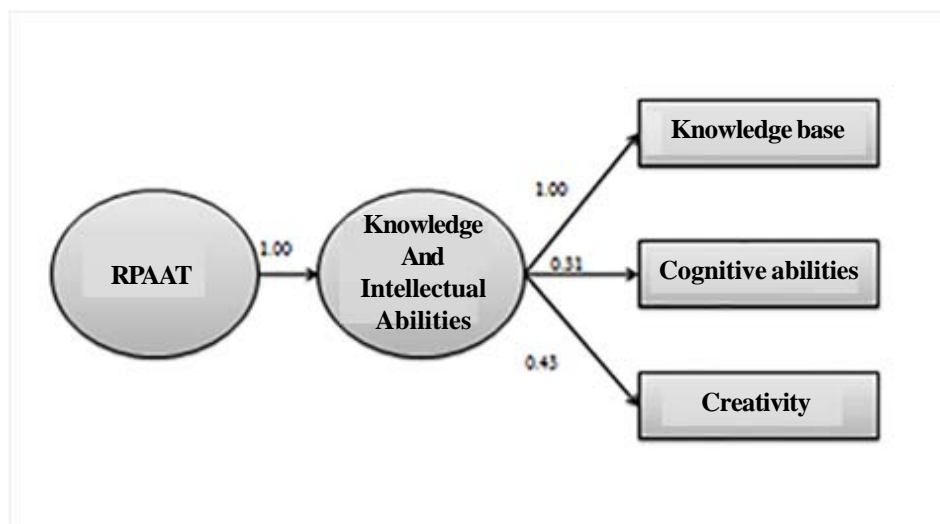 RPAAT
1.00
Knowledge
And
Intellectual
Abilities
1.00
0.31
0.43
Knowledge base
Cognitive abilities
Creativity